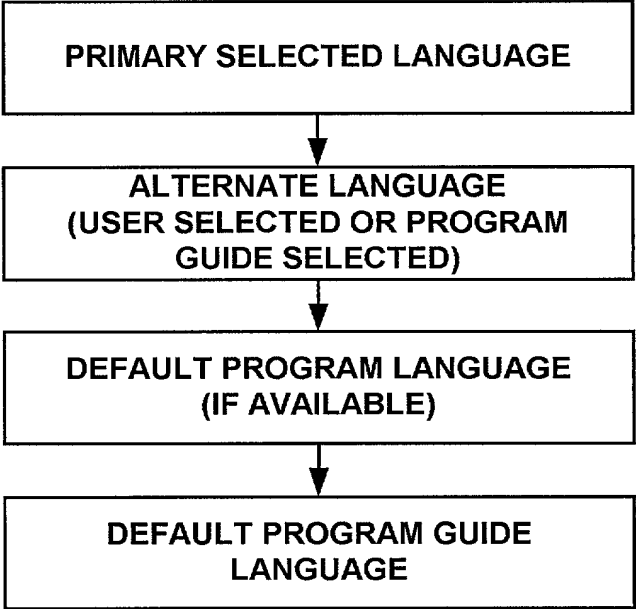 PRIMARY SELECTED LANGUAGE
ALTERNATE LANGUAGE
(USER SELECTED OR PROGRAM
GUIDE SELECTED)
DEFAULT PROGRAM LANGUAGE
(IF AVAILABLE)
DEFAULT PROGRAM GUIDE
LANGUAGE